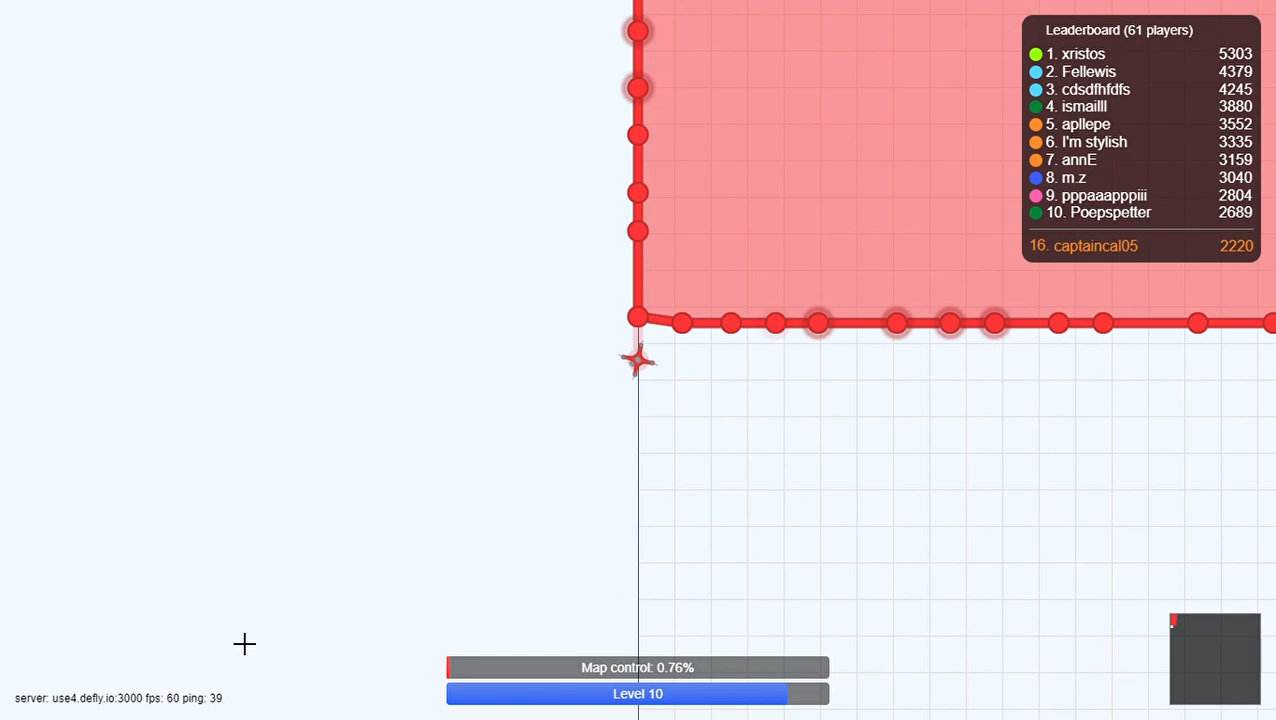 Leaderboard (61 players)
1. xristos 5303
2. Fellewis 4379
3. cdsdfhfdfs 4245
4. ismailll 3880
5. apllepe 3552
6. I'm stylish 3335
7. annE 3159
8. m.z 3040
9. pppaaapppiii 2804
10. Poepspetter 2689
16. captaincal05 2220
Map control: 0.76%
Level 10
server: use4.defly.io:3000 fps: 60 ping: 39